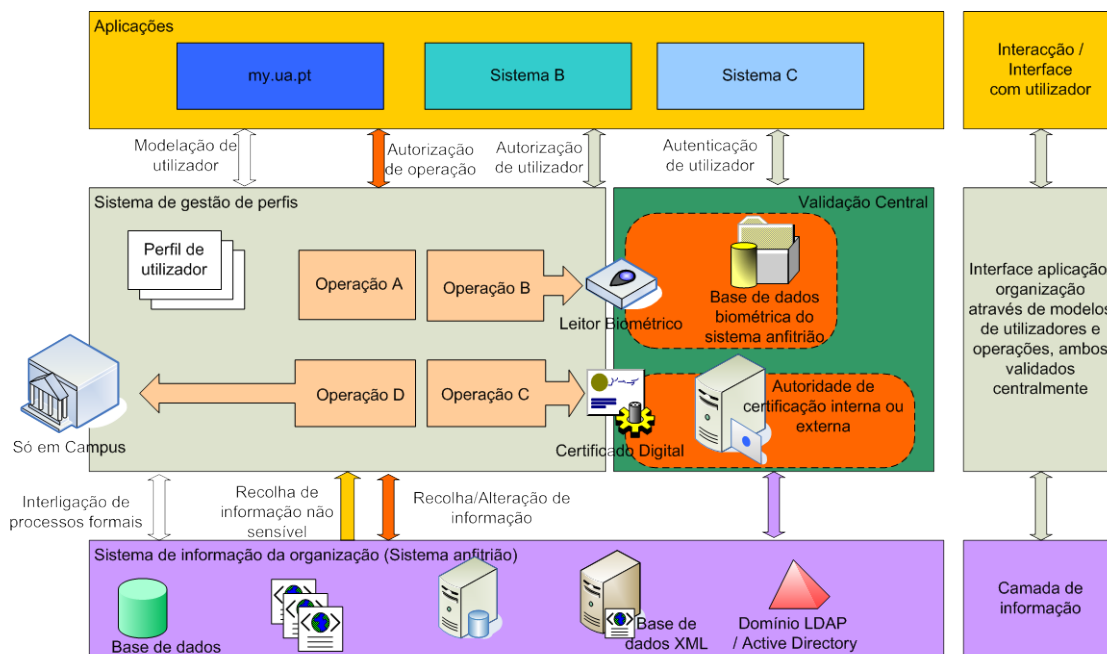 Aplicações
my.ua.pt
Sistema B
Sistema C
Interacção /
Interface
com utilizador
Modelação de
utilizador
Autorização
de operação
Autorização
de utilizador
Autenticação
de utilizador
Sistema de gestão de perfis
Validação Central
Perfil de
utilizador
Operação A
Operação B
Leitor Biométrico
Base de dados
biométrica do
sistema anfitrião
Interface aplicação
organização
através de modelos
de utilizadores e
operações, ambos
validados
centralmente
Só em Campus
Operação D
Operação C
Certificado Digital
Autoridade de
certificação interna ou
externa
Interligação de
processos formais
Recolha de
informação não
sensível
Recolha/Alteração de
informação
Sistema de informação da organização (Sistema anfitrião)
Base de dados
Base de
dados XML
Domínio LDAP
/ Active Directory
Camada de
informação